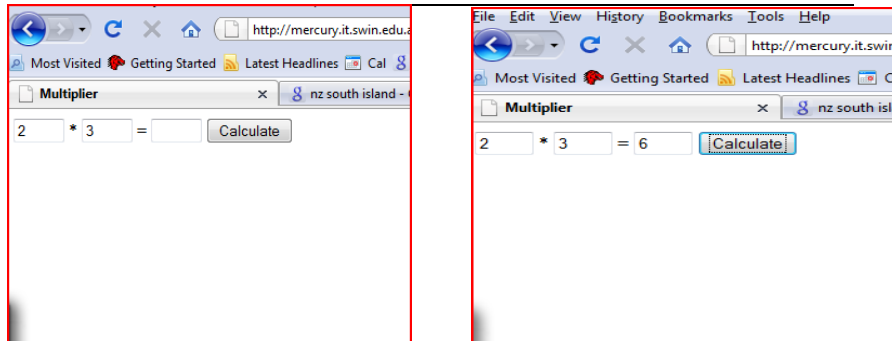 http://mercury.it.swin.edu.a
Most Visited Getting Started Latest Headlines Cal
Multiplier × nz south island -
2 * 3 = Calculate
File Edit View History Bookmarks Tools Help
http://mercury.it.swin
Most Visited Getting Started Latest Headlines
Multiplier × nz south isl
2 * 3 = 6 Calculate